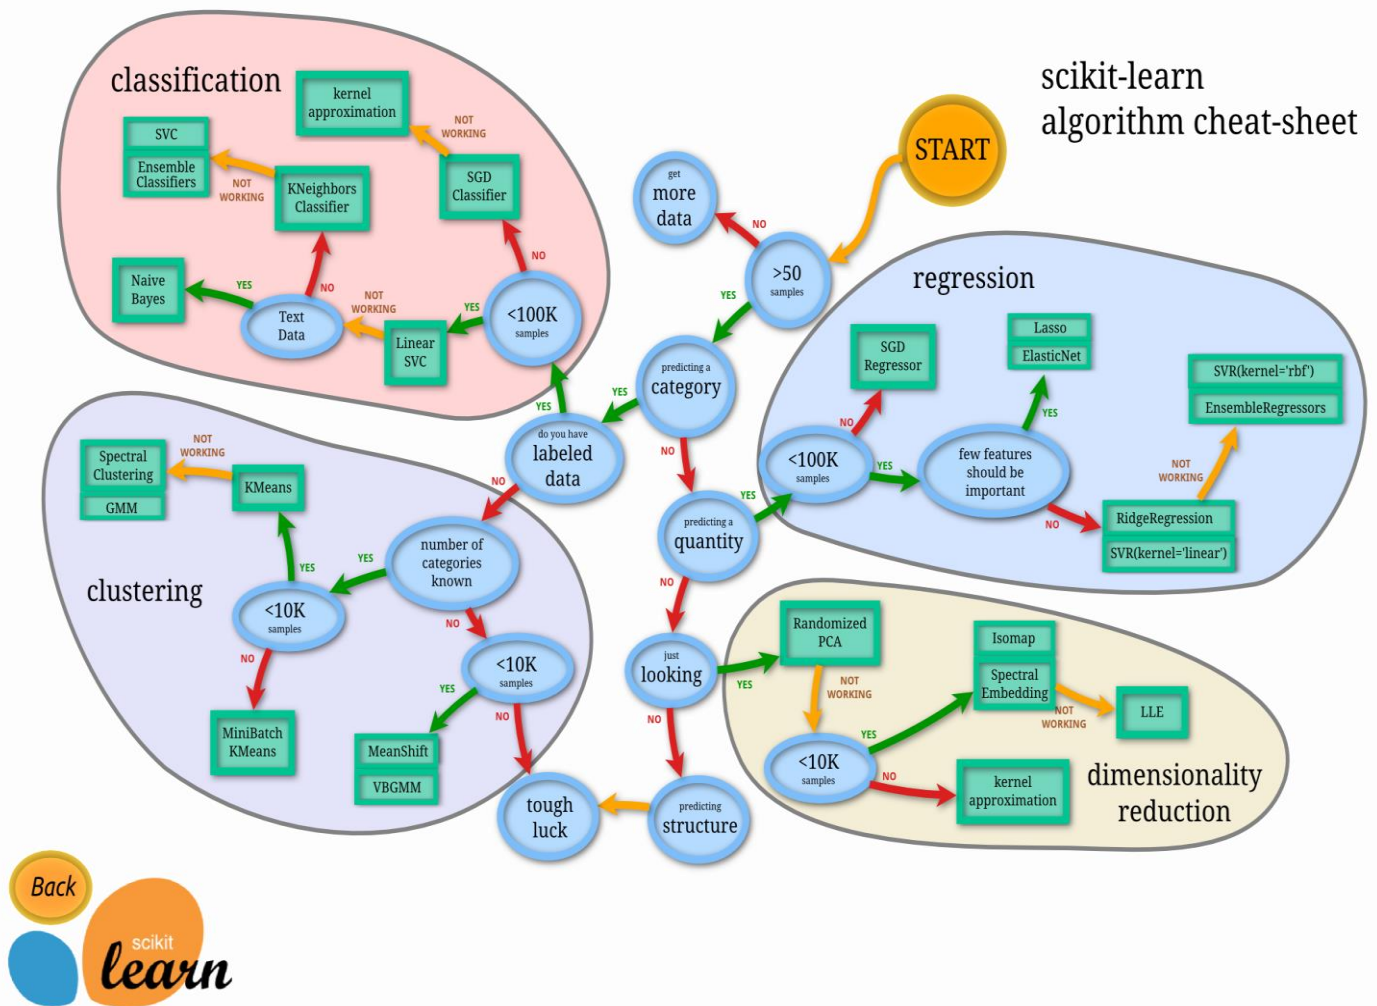 scikit-learn
algorithm cheat-sheet
START
get
more
data
NO
>50
samples
YES
predicting a
category
YES
NO
do you have
labeled
data
YES
NO
predicting a
quantity
YES
NO
just
looking
YES
NO
predicting
structure
tough
luck
classification
kernel
approximation
NOT
WORKING
SVC
Ensemble
Classifiers
NOT
WORKING
KNeighbors
Classifier
SGD
Classifier
NO
Naive
Bayes
YES
NO
Text
Data
NOT
WORKING
Linear
SVC
YES
<100K
samples
regression
SGD
Regressor
NO
<100K
samples
YES
Lasso
ElasticNet
YES
few features
should be
important
NO
SVR(kernel='rbf')
EnsembleRegressors
NOT
WORKING
RidgeRegression
SVR(kernel='linear')
clustering
Spectral
Clustering
GMM
NOT
WORKING
KMeans
YES
<10K
samples
NO
MiniBatch
KMeans
number of
categories
known
YES
NO
<10K
samples
YES
NO
MeanShift
VBGMM
dimensionality
reduction
Randomized
PCA
NOT
WORKING
<10K
samples
YES
NO
Isomap
Spectral
Embedding
NOT
WORKING
LLE
kernel
approximation
Back
scikit
learn